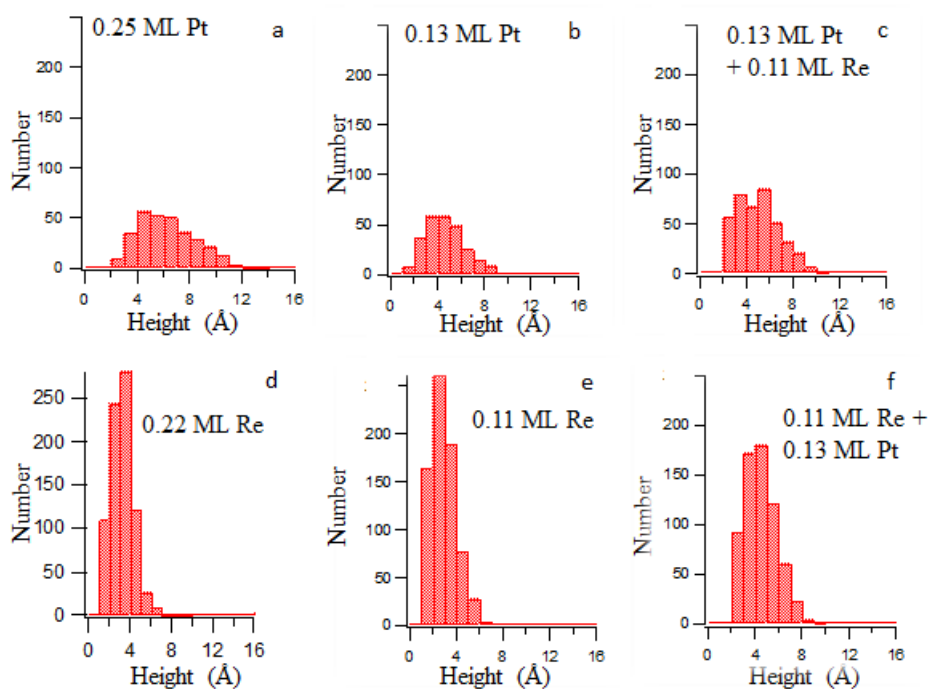 0.25 ML Pt
a
Number
250
200
150
100
50
0
0 4 8 12 16
Height (Å)
0.13 ML Pt
b
Number
200
150
100
50
0
0 4 8 12 16
Height (Å)
0.13 ML Pt
+ 0.11 ML Re
c
Number
200
150
100
50
0
0 4 8 12 16
Height (Å)
d
0.22 ML Re
Number
250
200
150
100
50
0
0 4 8 12 16
Height (Å)
e
0.11 ML Re
Number
200
150
100
50
0
0 4 8 12 16
Height (Å)
f
0.11 ML Re +
0.13 ML Pt
Number
200
150
100
50
0
0 4 8 12 16
Height (Å)